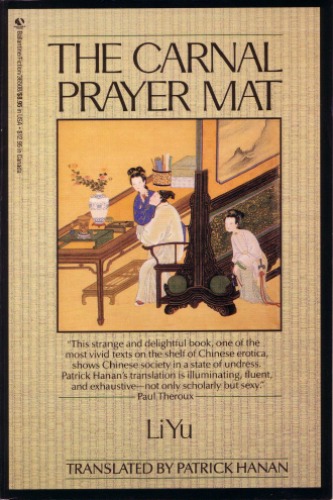 THE CARNAL
PRAYER MAT
"This strange and delightful book, one of the
most vivid texts on the shelf of Chinese erotica,
shows Chinese society in a state of undress.
Patrick Hanan's translation is illuminating, fluent,
and exhaustive—not only scholarly but sexy."
Paul Theroux
Li Yu
TRANSLATED BY PATRICK HANAN